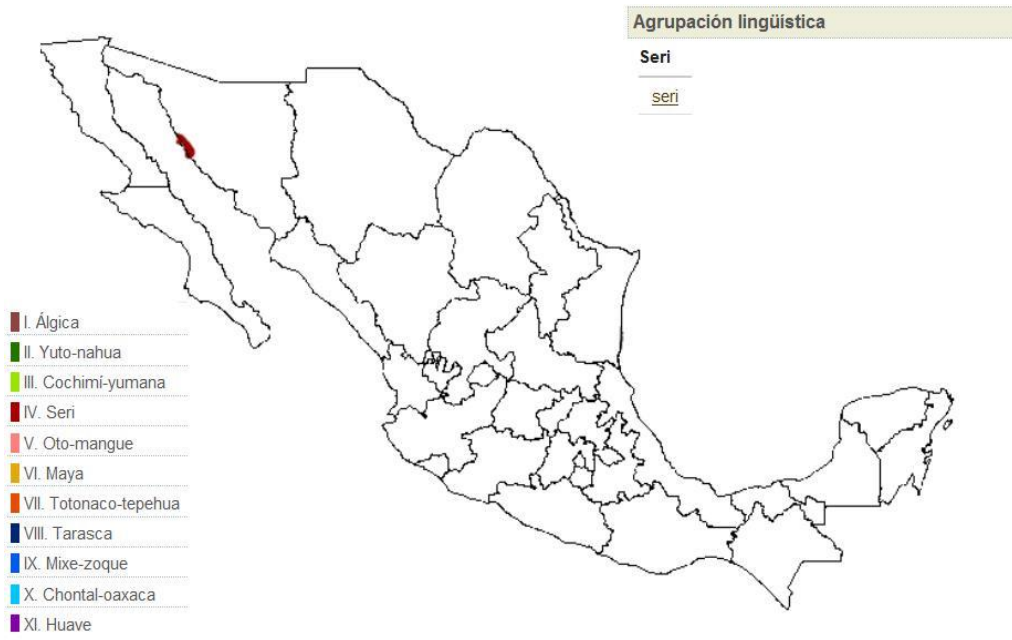 Agrupación lingüística
Seri
seri
I. Álgica
II. Yuto-nahua
III. Cochimí-yumana
IV. Seri
V. Oto-mangue
VI. Maya
VII. Totonaco-tepehua
VIII. Tarasca
IX. Mixe-zoque
X. Chontal-oaxaca
XI. Huave